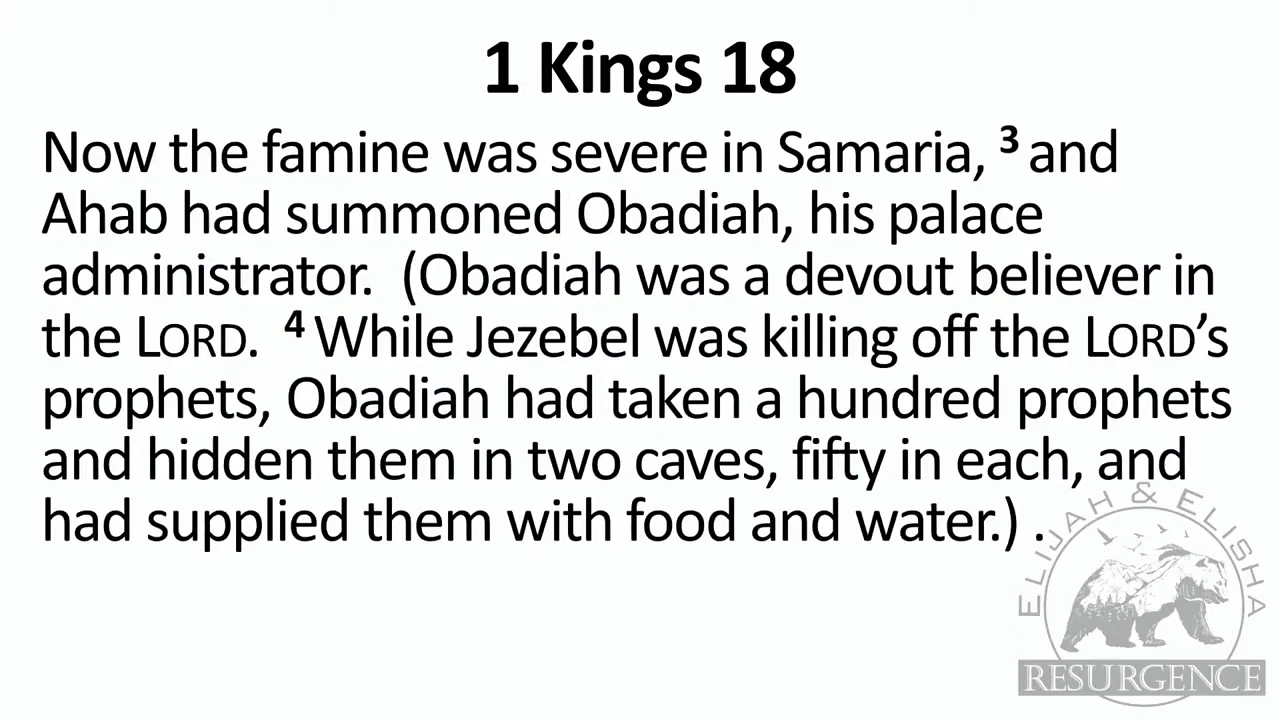 1 Kings 18
Now the famine was severe in Samaria, ³ and
Ahab had summoned Obadiah, his palace
administrator.  (Obadiah was a devout believer in
the LORD.  ⁴ While Jezebel was killing off the LORD’s
prophets, Obadiah had taken a hundred prophets
and hidden them in two caves, fifty in each, and
had supplied them with food and water.) .
ELIJAH & ELISHA
RESURGENCE